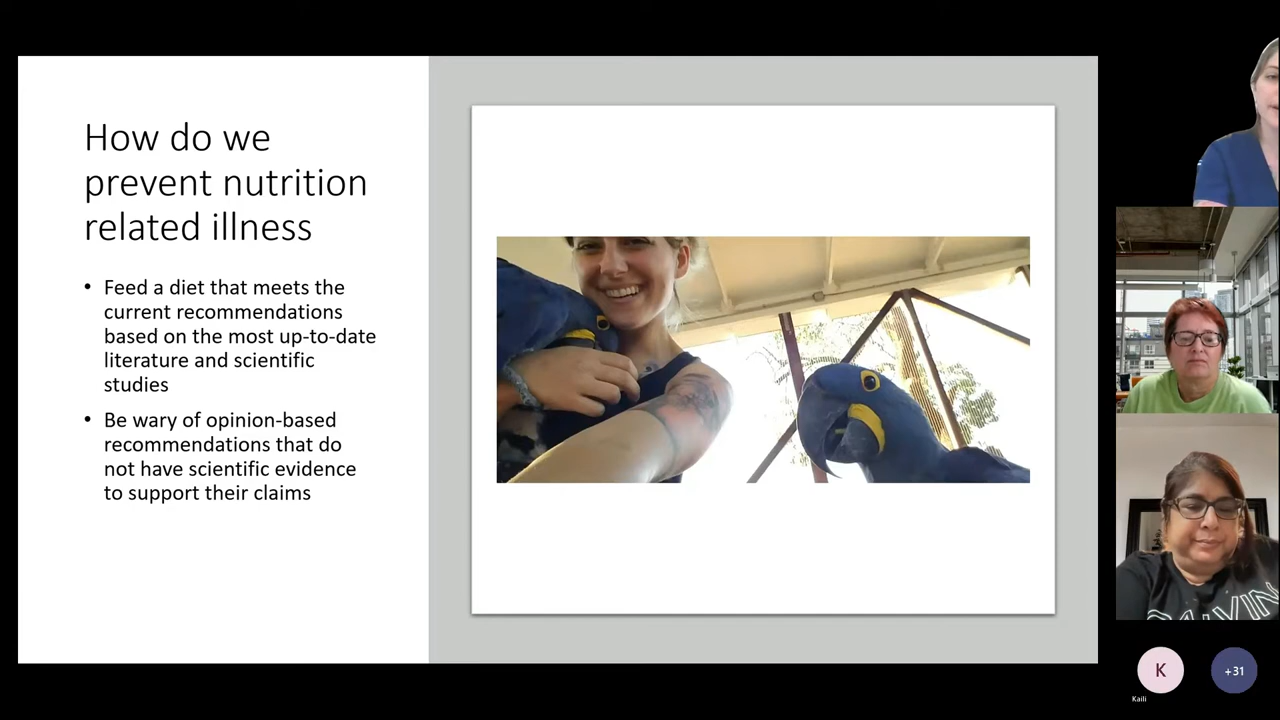 How do we
prevent nutrition
related illness
• Feed a diet that meets the
current recommendations
based on the most up-to-date
literature and scientific
studies
• Be wary of opinion-based
recommendations that do
not have scientific evidence
to support their claims
K
+31
Kaili